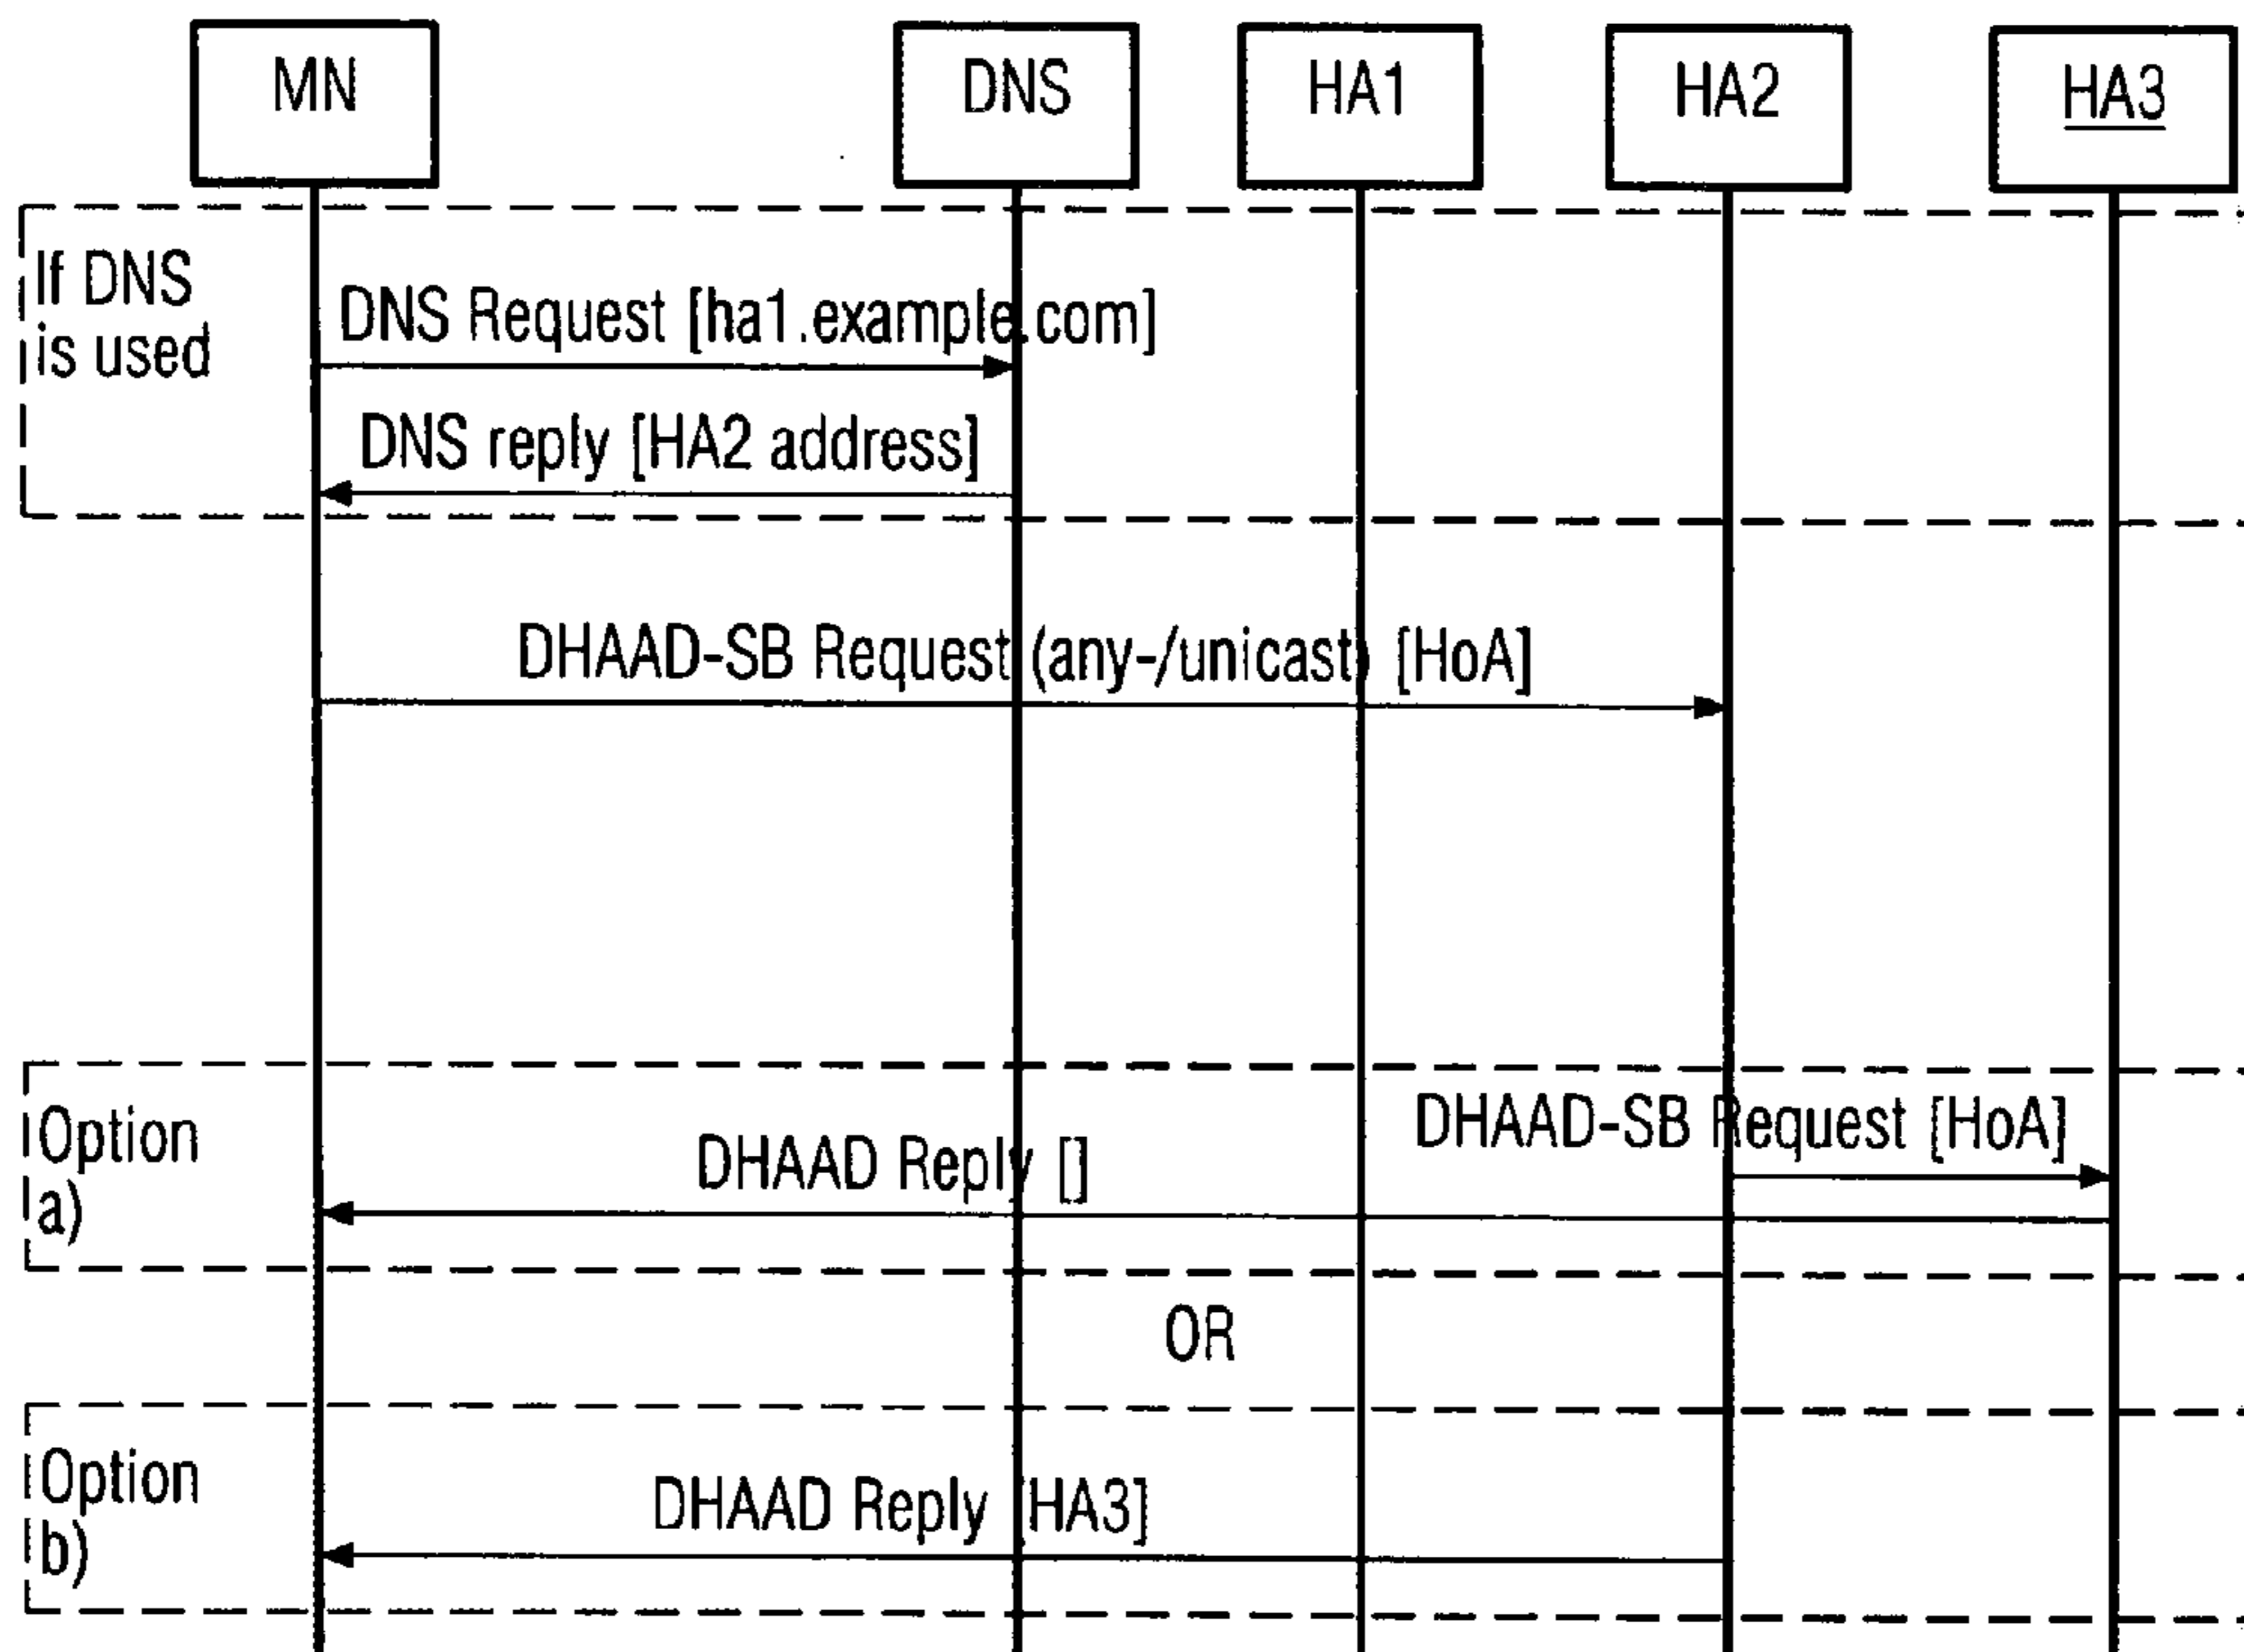 MN
DNS
HA1
HA2
HA3
If DNS
is used
DNS Request [ha1.example.com]
DNS reply [HA2 address]
DHAAD-SB Request (any-/unicast) [HoA]
Option
a)
DHAAD-SB Request [HoA]
DHAAD Reply []
OR
Option
b)
DHAAD Reply [HA3]